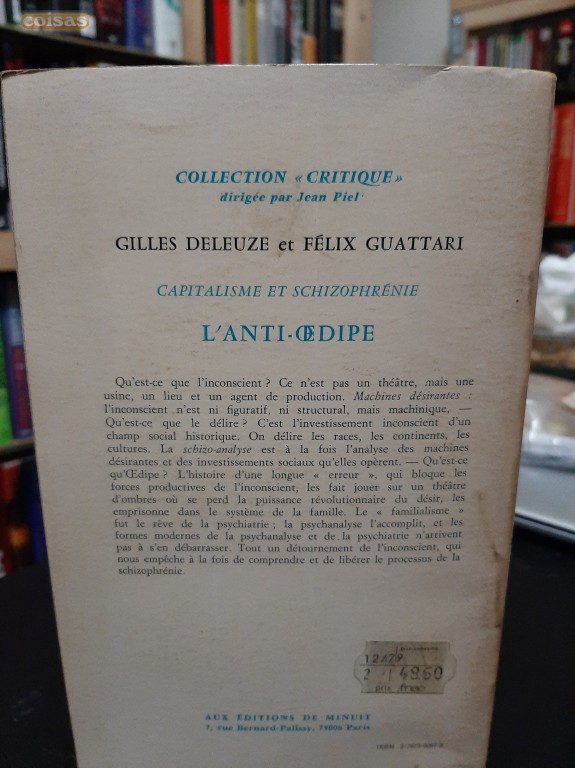 coisas
COLLECTION « CRITIQUE »
dirigée par Jean Piel
GILLES DELEUZE et FÉLIX GUATTARI
CAPITALISME ET SCHIZOPHRÉNIE
L'ANTI-ŒDIPE
Qu'est-ce que l'inconscient ? Ce n'est pas un théâtre, mais une
usine, un lieu et un agent de production. Machines désirantes :
l'inconscient n'est ni figuratif, ni structural, mais machinique, —
Qu'est-ce que le délire ? C'est l'investissement inconscient d'un
champ social historique. On délire les races, les continents, les
cultures. La schizo-analyse est à la fois l'analyse des machines
désirantes et des investissements sociaux qu'elles opèrent. — Qu'est-ce
qu'Œdipe ? L'histoire d'une longue « erreur », qui bloque les
forces productives de l'inconscient, les fait jouer sur un théâtre
d'ombres où se perd la puissance révolutionnaire du désir, les
emprisonne dans le système de la famille. Le « familialisme »
fut le rêve de la psychiatrie ; la psychanalyse l'accomplit, et les
formes modernes de la psychanalyse et de la psychiatrie n'arrivent
pas à s'en débarrasser. Tout un détournement de l'inconscient, qui
nous empêche à la fois de comprendre et de libérer le processus de la
schizophrénie.
AUX ÉDITIONS DE MINUIT
7, rue Bernard-Palissy, 75006 Paris
ISBN